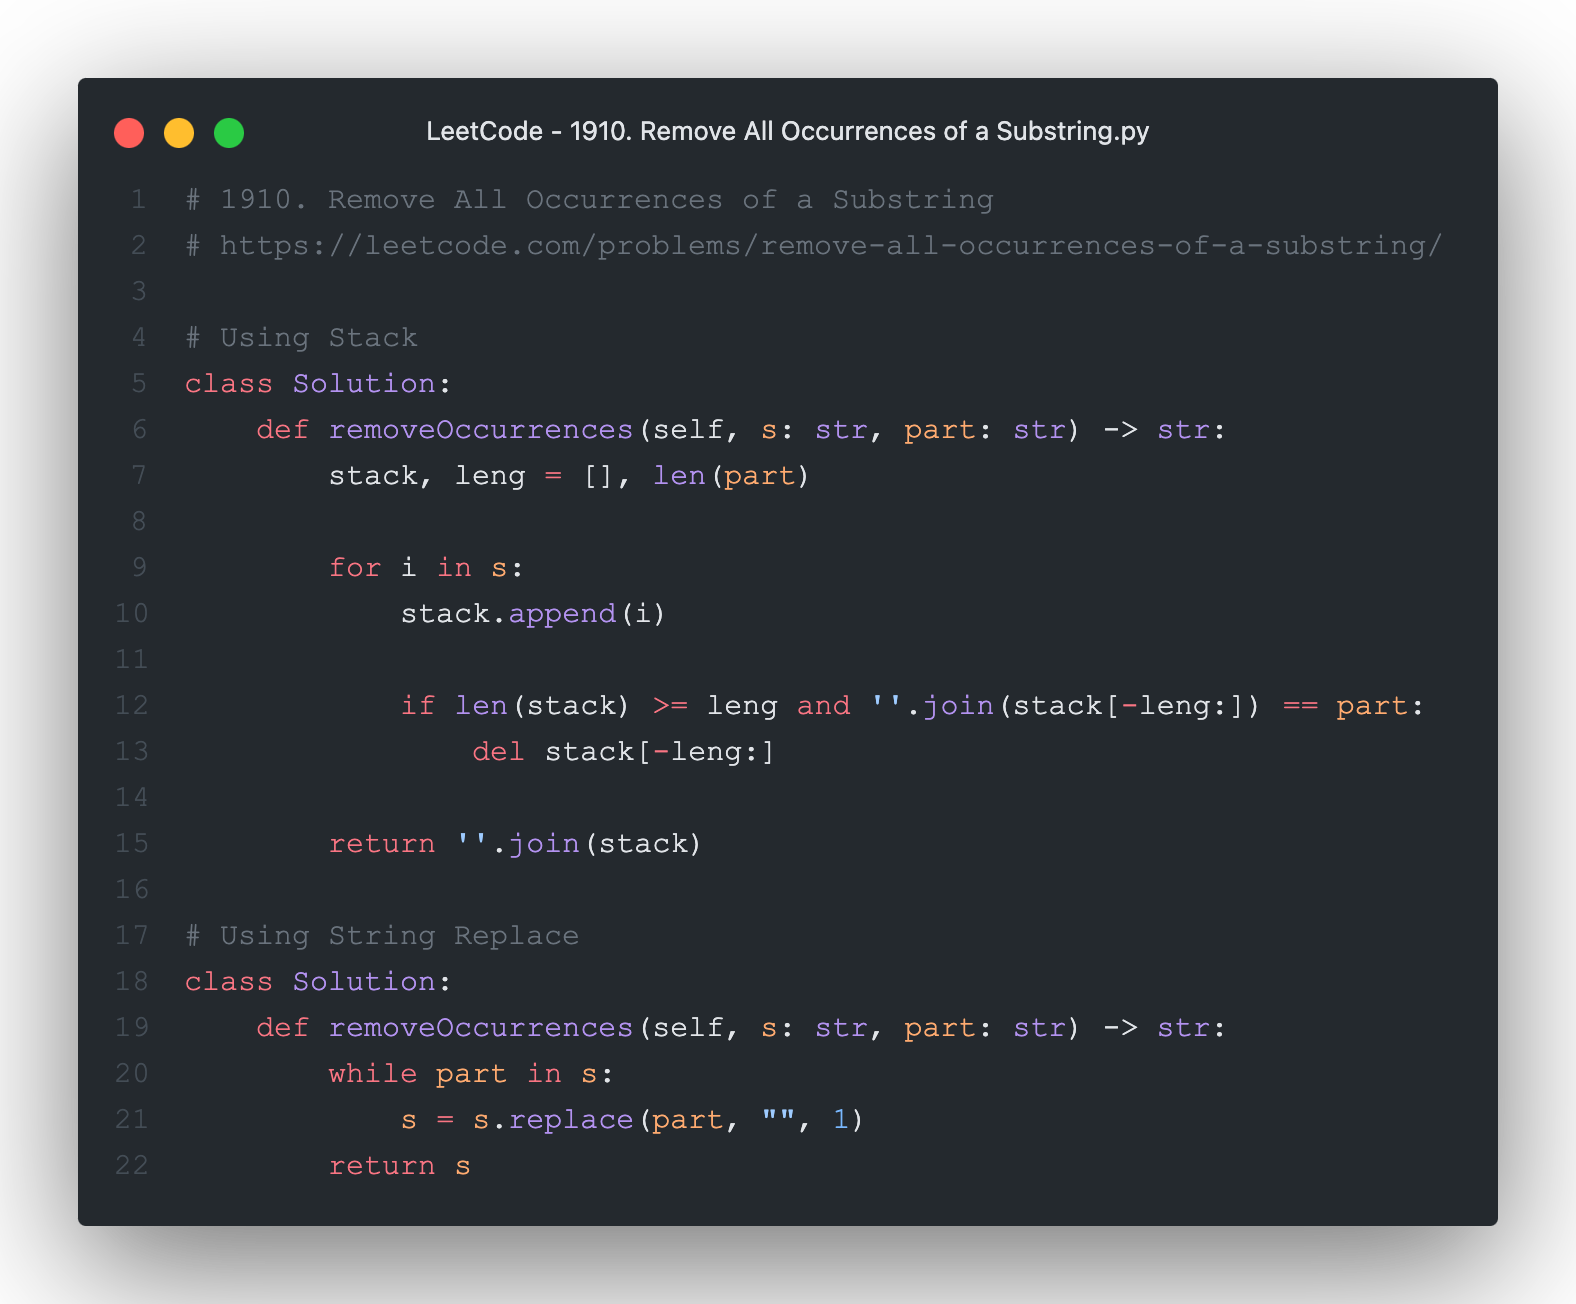 LeetCode - 1910. Remove All Occurrences of a Substring.py
1 # 1910. Remove All Occurrences of a Substring
2 # https://leetcode.com/problems/remove-all-occurrences-of-a-substring/
3
4 # Using Stack
5 class Solution:
6     def removeOccurrences(self, s: str, part: str) -> str:
7         stack, leng = [], len(part)
8
9         for i in s:
10             stack.append(i)
11
12             if len(stack) >= leng and ''.join(stack[-leng:]) == part:
13                 del stack[-leng:]
14
15         return ''.join(stack)
16
17 # Using String Replace
18 class Solution:
19     def removeOccurrences(self, s: str, part: str) -> str:
20         while part in s:
21             s = s.replace(part, "", 1)
22         return s